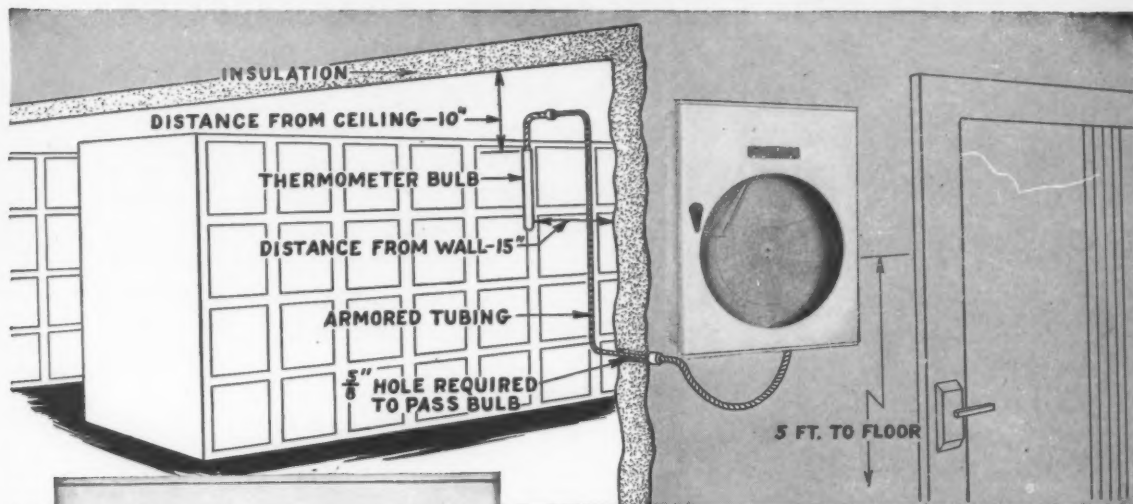 INSULATION
DISTANCE FROM CEILING—10"
THERMOMETER BULB
DISTANCE FROM WALL—15"
ARMORED TUBING
5/8" HOLE REQUIRED
TO PASS BULB
5 FT. TO FLOOR